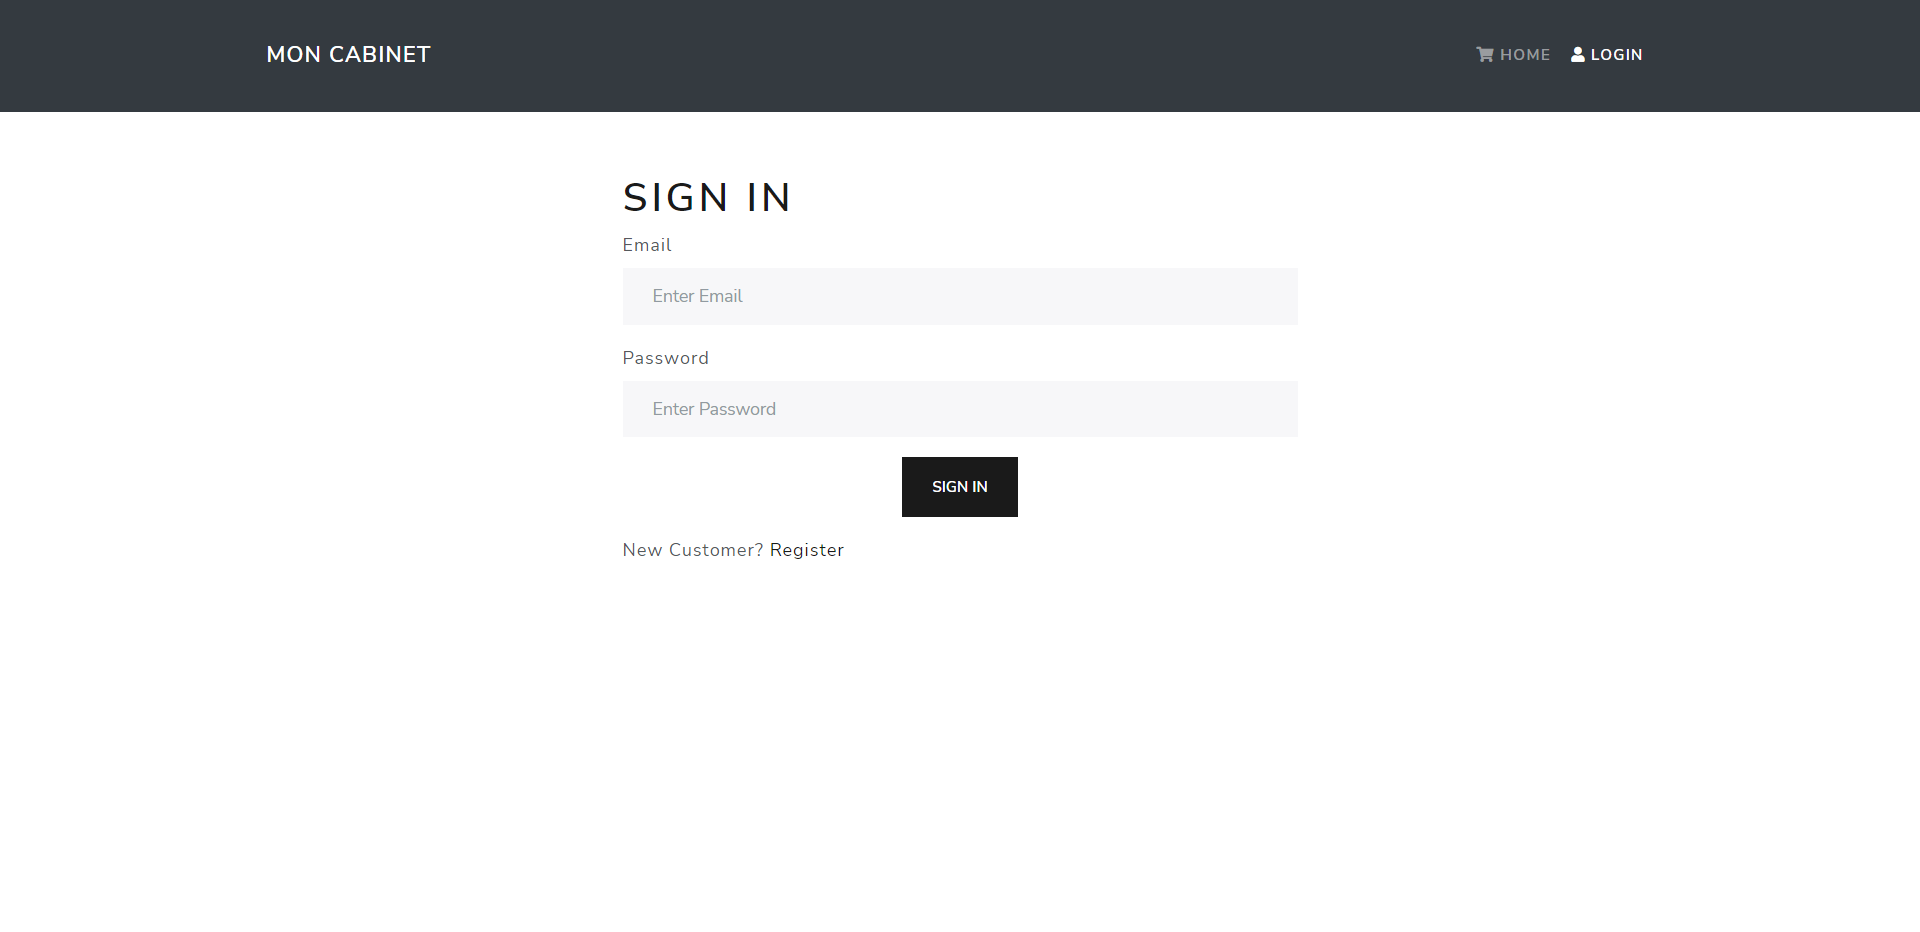 MON CABINET
HOME
LOGIN
SIGN IN
Email
Enter Email
Password
Enter Password
SIGN IN
New Customer? Register